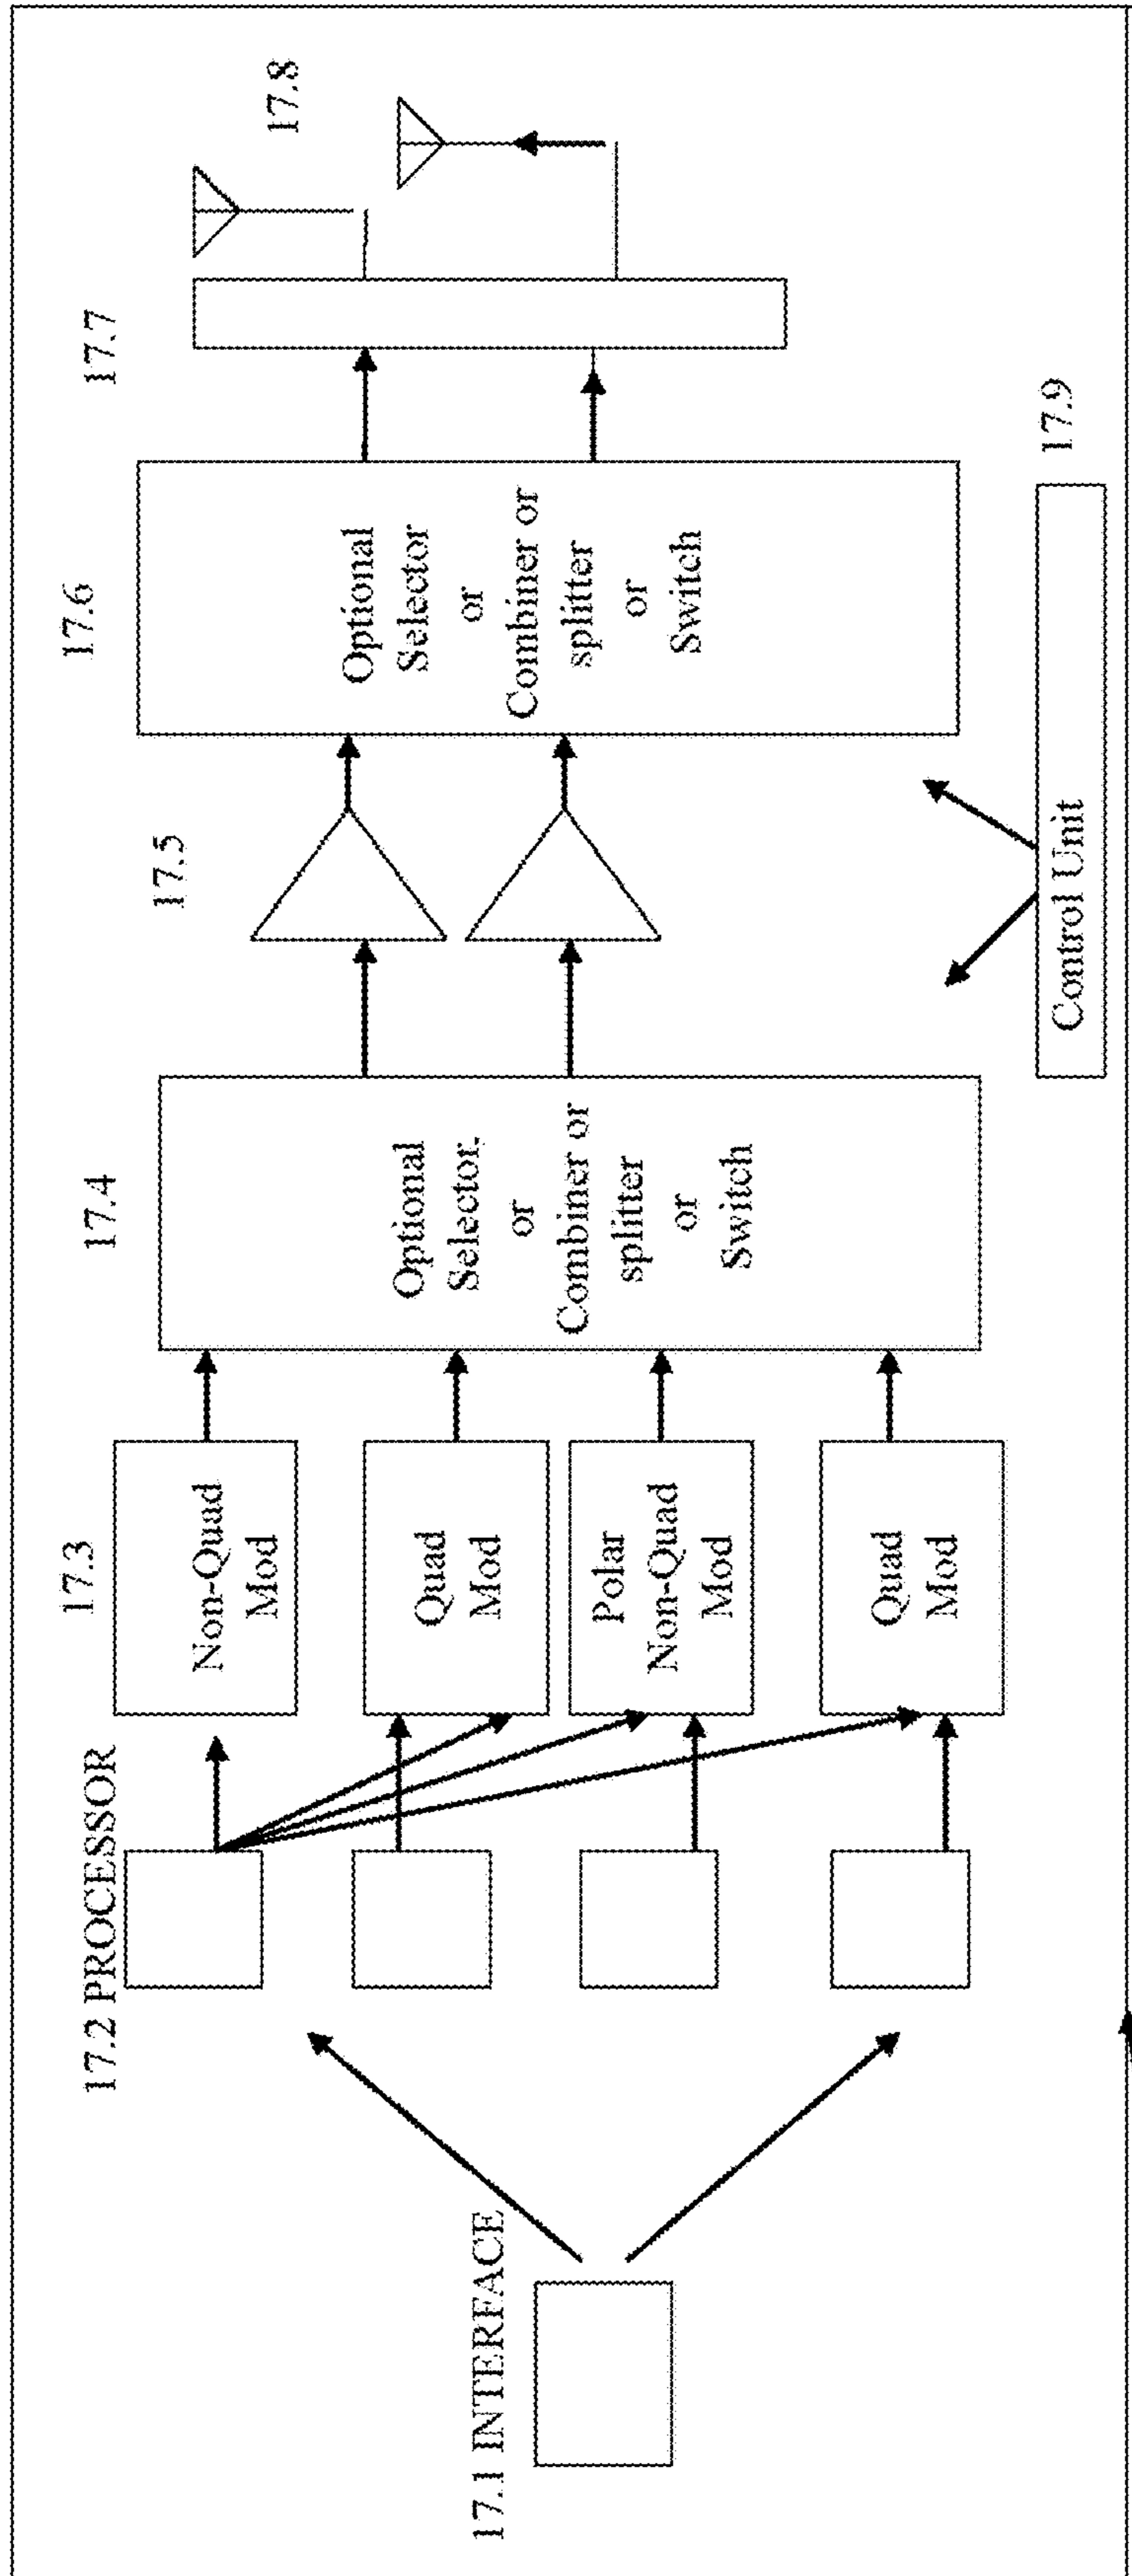 17.1 INTERFACE
17.2 PROCESSOR
17.3
Non-Quad
Mod
Quad
Mod
Polar
Non-Quad
Mod
Quad
Mod
17.4
Optional
Selector,
or
Combiner or
splitter
or
Switch
17.5
17.6
Optional
Selector
or
Combiner or
splitter
or
Switch
17.7
17.8
Control Unit
17.9